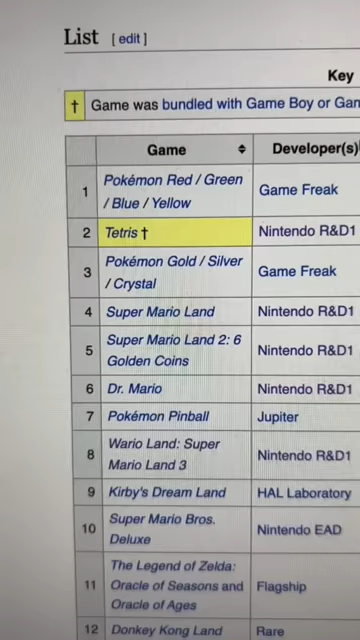 List [ edit ]
Key
† Game was bundled with Game Boy or Gam
Game Developer(s)
1 Pokémon Red / Green / Blue / Yellow Game Freak
2 Tetris † Nintendo R&D1
3 Pokémon Gold / Silver / Crystal Game Freak
4 Super Mario Land Nintendo R&D1
5 Super Mario Land 2: 6 Golden Coins Nintendo R&D1
6 Dr. Mario Nintendo R&D1
7 Pokémon Pinball Jupiter
8 Wario Land: Super Mario Land 3 Nintendo R&D1
9 Kirby's Dream Land HAL Laboratory
10 Super Mario Bros. Deluxe Nintendo EAD
11 The Legend of Zelda: Oracle of Seasons and Oracle of Ages Flagship
12 Donkey Kong Land Rare